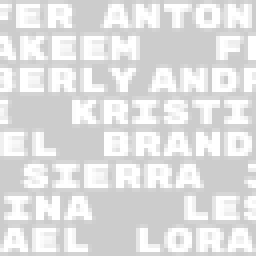 FER ANTON
AKEEM F
BERLY ANDR
E KRISTI
EL BRAND
SIERRA J
INA LES
AEL LORA